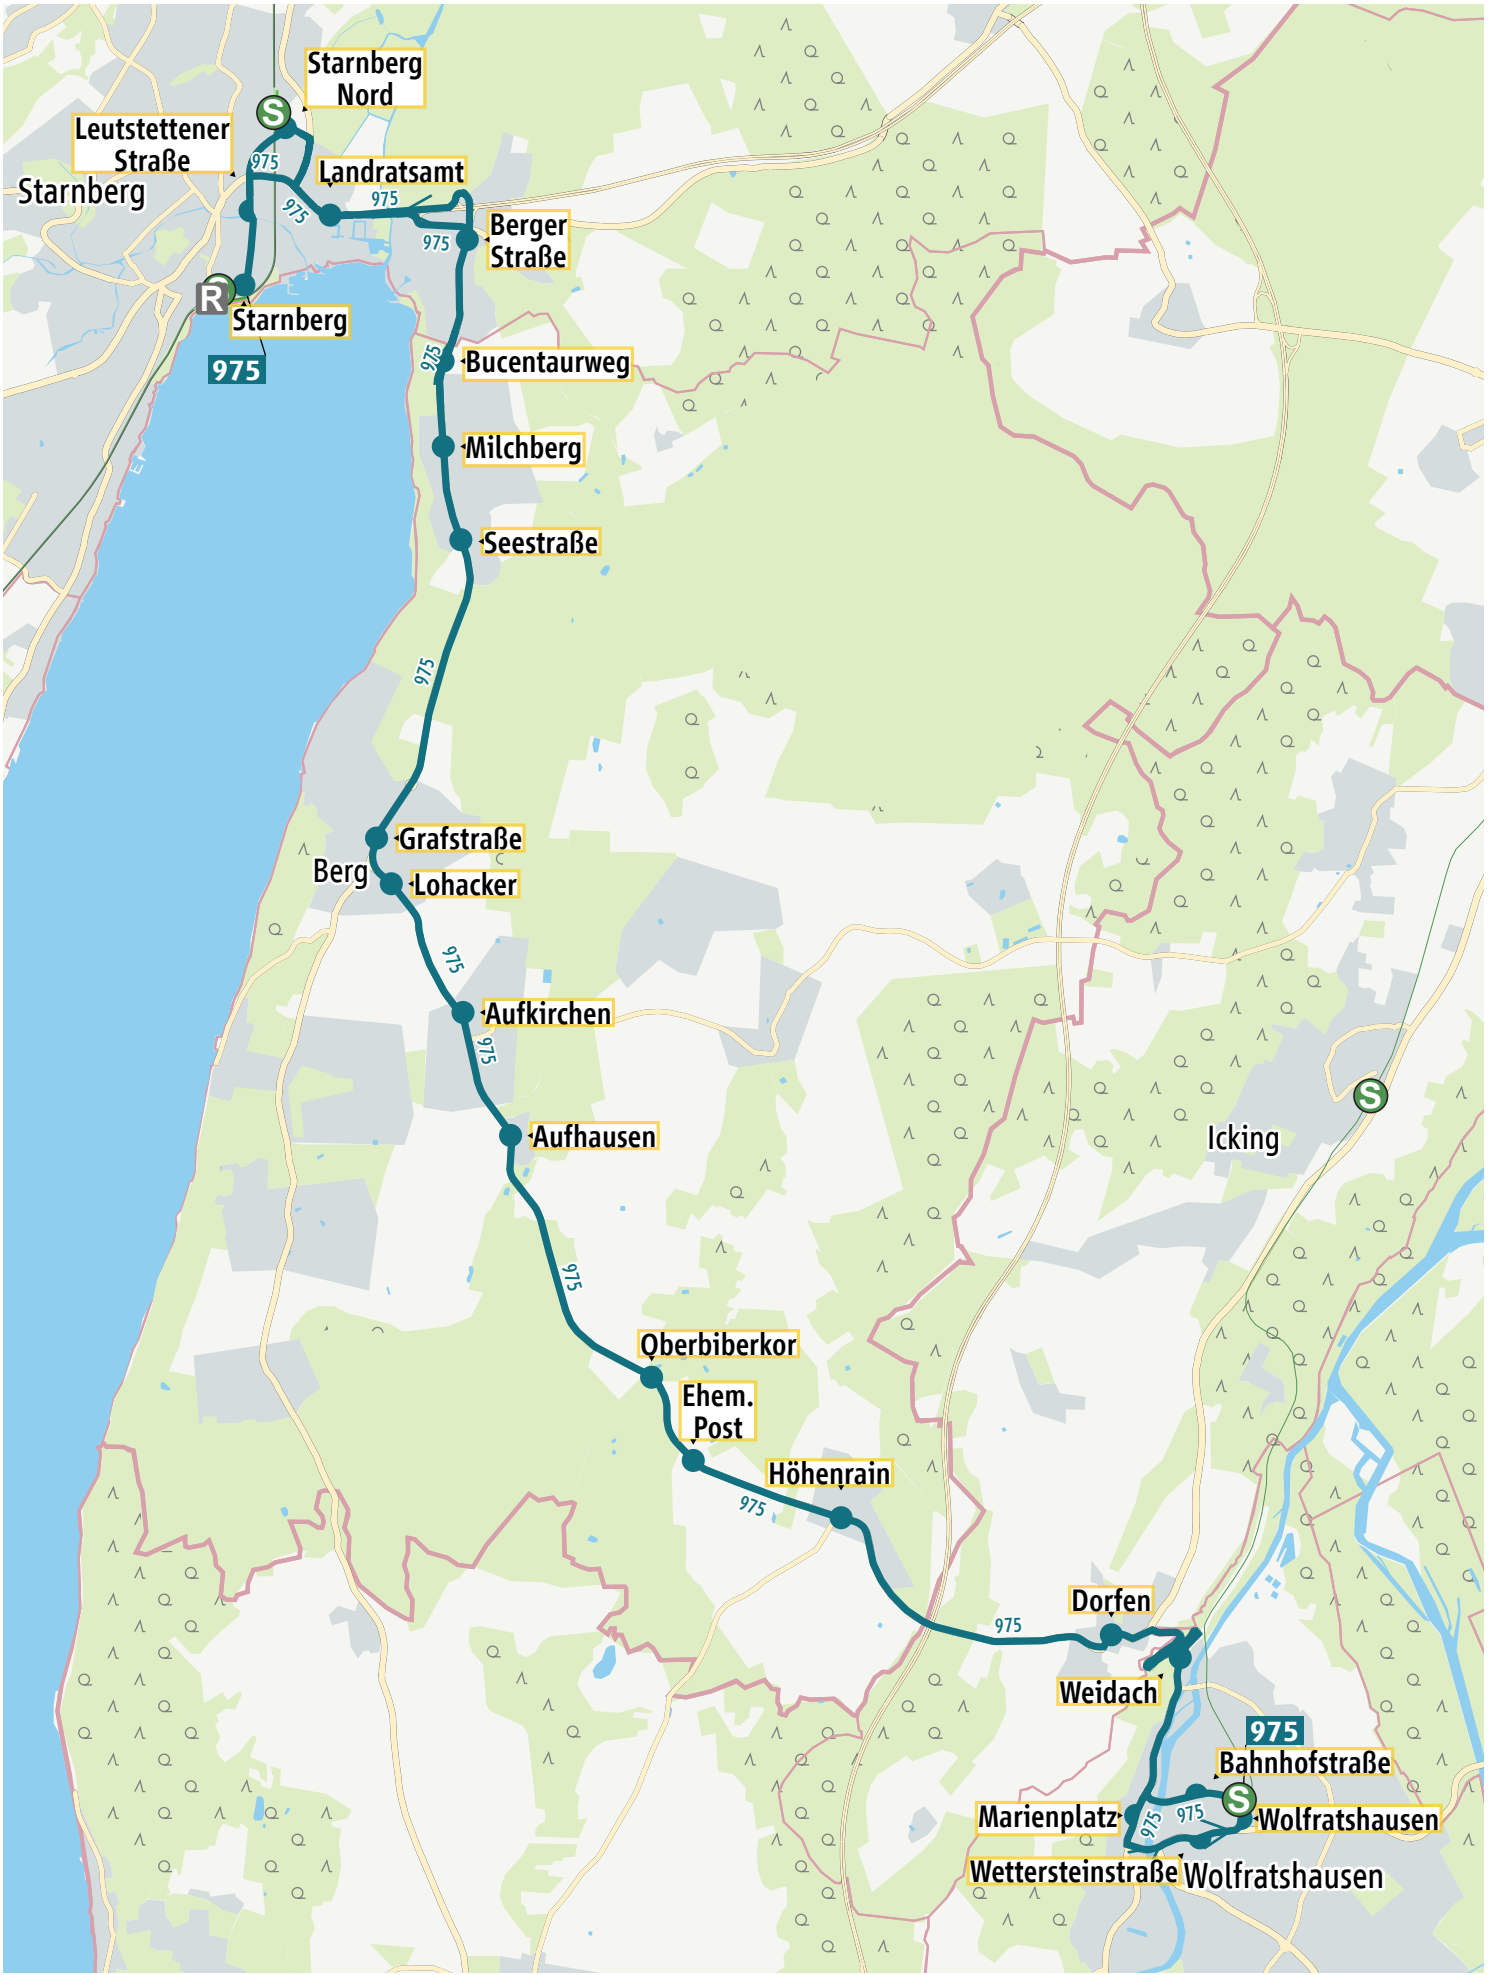 Starnberg
Nord
S
Leutstettener
Straße
975
Landratsamt
Starnberg
975
975
Berger
Straße
975
R
Starnberg
975
975
Bucentaurweg
Milchberg
Seestraße
975
Grafstraße
Berg
Lohacker
975
Aufkirchen
975
S
Aufhausen
Icking
975
Oberbiberkor
Ehem.
Post
Höhenrain
975
Dorfen
975
Weidach
975
Bahnhofstraße
S
Marienplatz
975
975
Wolfratshausen
Wettersteinstraße
Wolfratshausen